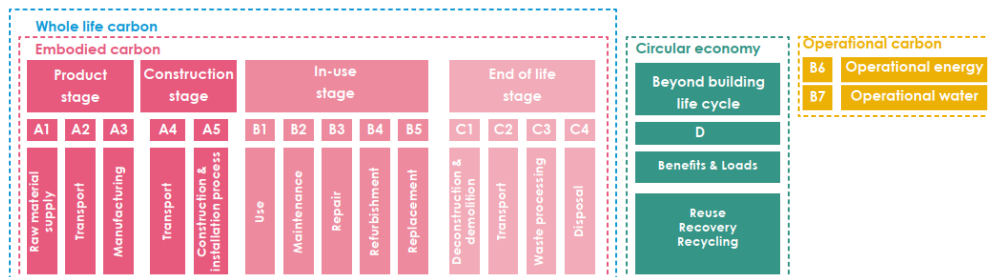 Whole life carbon
Embodied carbon
Product
stage
Construction
stage
In-use
stage
End of life
stage
A1
A2
A3
A4
A5
B1
B2
B3
B4
B5
C1
C2
C3
C4
Raw material
supply
Transport
Manufacturing
Transport
Construction &
installation process
Use
Maintenance
Repair
Refurbishment
Replacement
Deconstruction &
demolition
Transport
Waste processing
Disposal
Circular economy
Beyond building
life cycle
D
Benefits & Loads
Reuse
Recovery
Recycling
Operational carbon
B6
Operational energy
B7
Operational water